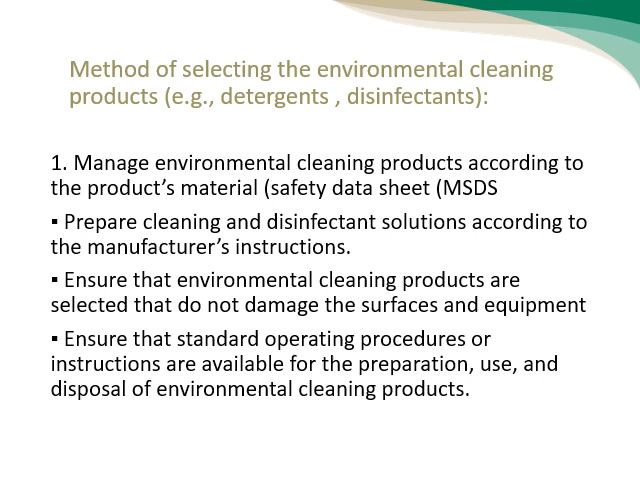 Method of selecting the environmental cleaning
products (e.g., detergents , disinfectants):
1. Manage environmental cleaning products according to
the product’s material (safety data sheet (MSDS
▪ Prepare cleaning and disinfectant solutions according to
the manufacturer’s instructions.
▪ Ensure that environmental cleaning products are
selected that do not damage the surfaces and equipment
▪ Ensure that standard operating procedures or
instructions are available for the preparation, use, and
disposal of environmental cleaning products.